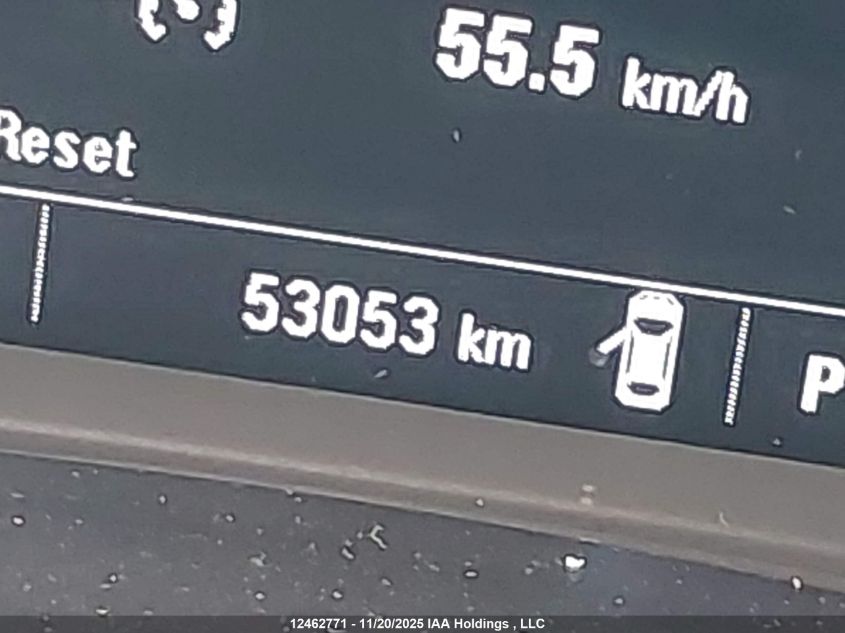 55.5 km/h
Reset
53053 km
P
12462771 - 11/20/2025 IAA Holdings , LLC